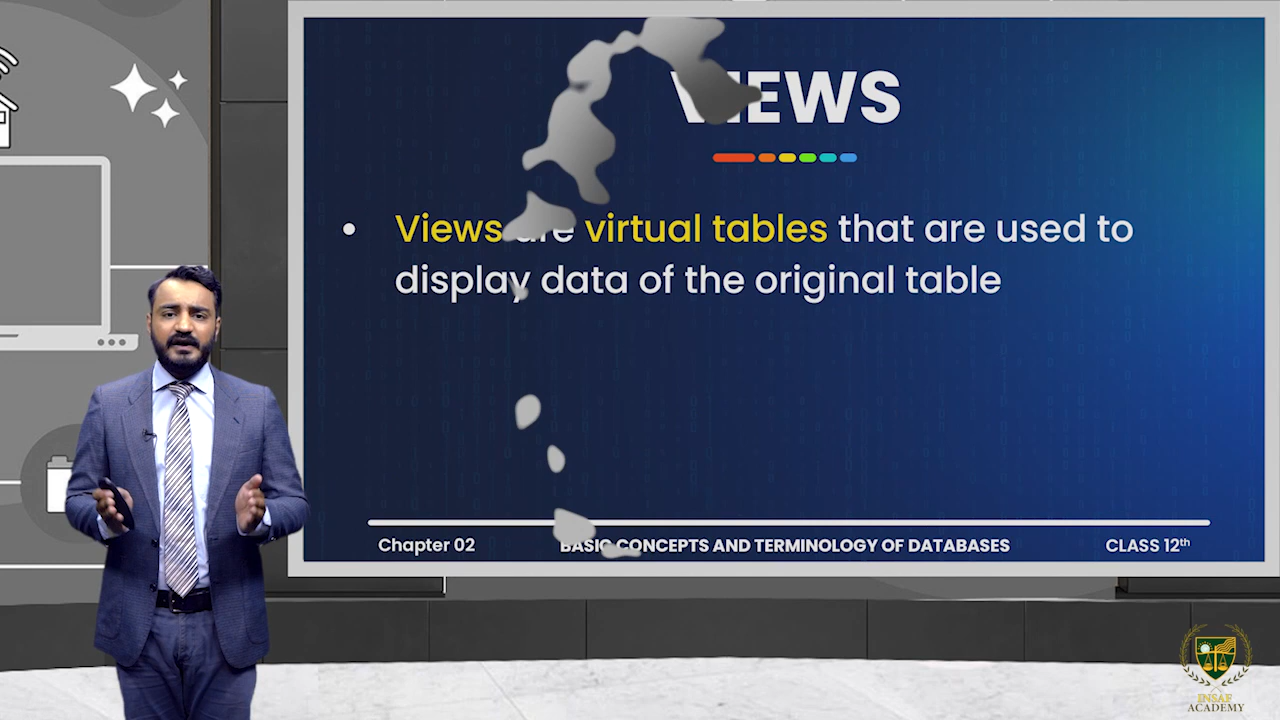 VIEWS
• Views are virtual tables that are used to
display data of the original table
Chapter 02
BASIC CONCEPTS AND TERMINOLOGY OF DATABASES
CLASS 12th
INSAF
ACADEMY